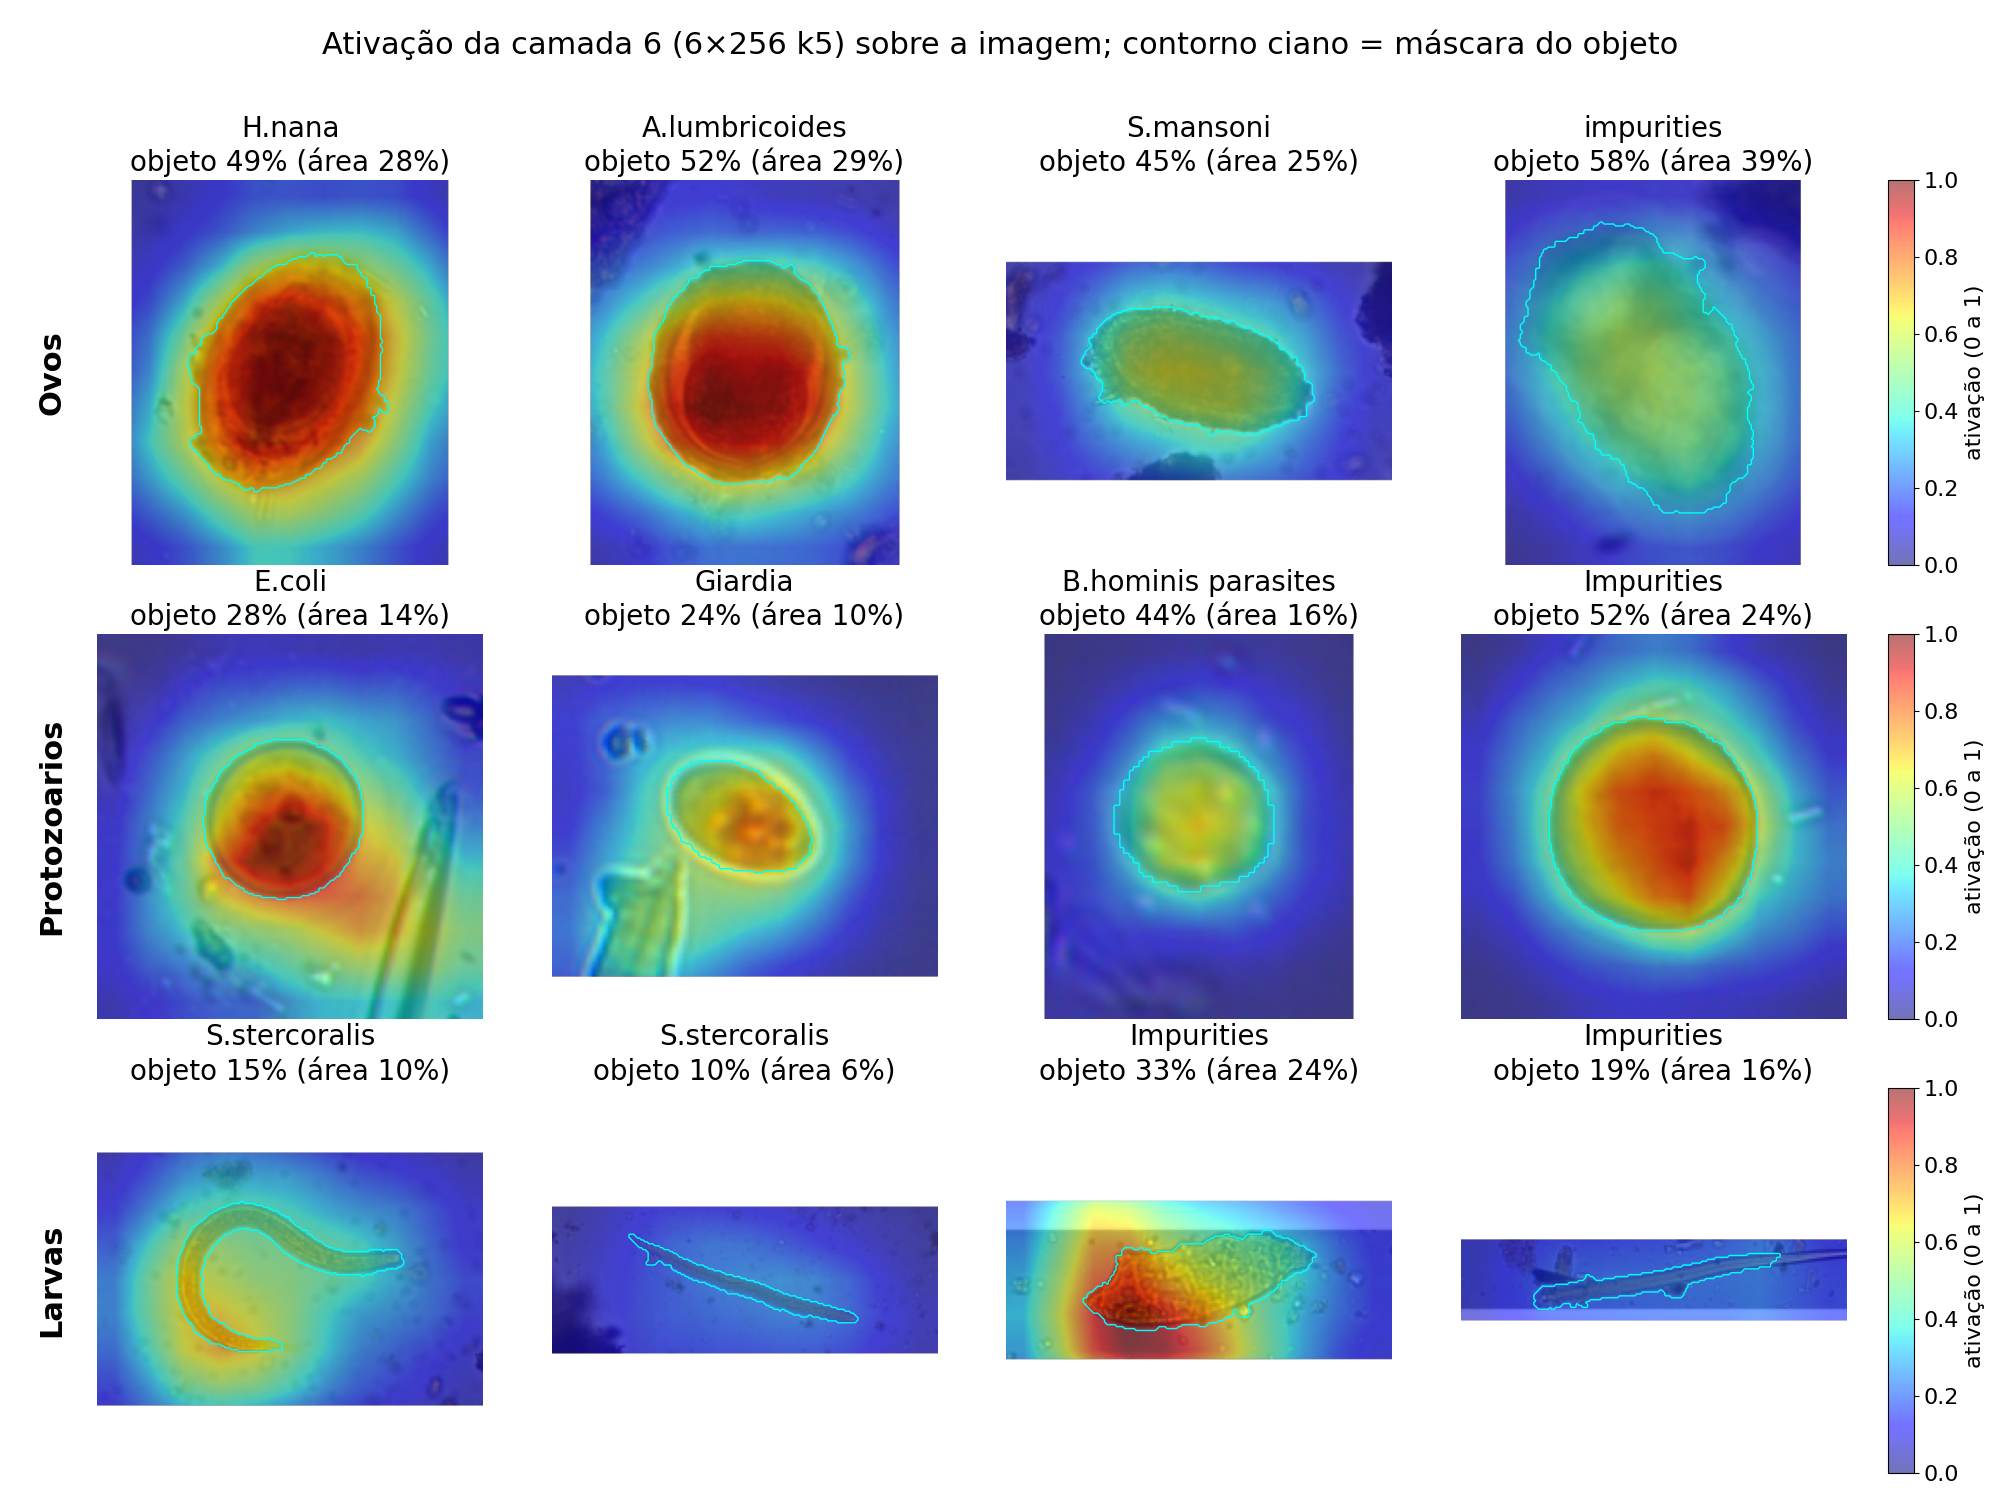 Ativação da camada 6 (6×256 k5) sobre a imagem; contorno ciano = máscara do objeto
H.nana
objeto 49% (área 28%)
A.lumbricoides
objeto 52% (área 29%)
S.mansoni
objeto 45% (área 25%)
impurities
objeto 58% (área 39%)
Ovos
1.0
0.8
0.6
0.4
0.2
0.0
ativação (0 a 1)
E.coli
objeto 28% (área 14%)
Giardia
objeto 24% (área 10%)
B.hominis parasites
objeto 44% (área 16%)
Impurities
objeto 52% (área 24%)
Protozoarios
1.0
0.8
0.6
0.4
0.2
0.0
ativação (0 a 1)
S.stercoralis
objeto 15% (área 10%)
S.stercoralis
objeto 10% (área 6%)
Impurities
objeto 33% (área 24%)
Impurities
objeto 19% (área 16%)
Larvas
1.0
0.8
0.6
0.4
0.2
0.0
ativação (0 a 1)